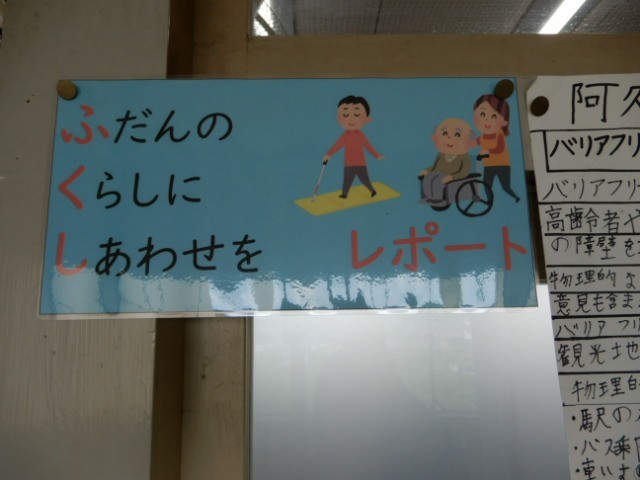 ふだんの
くらしに
しあわせを
レポート
阿久
バリアフリ
バリアフリー
高齢者や
の障壁を
物理的な
意見も含ま
バリアフリ
観光地
物理的
・駅の
・バス乗
・車いす